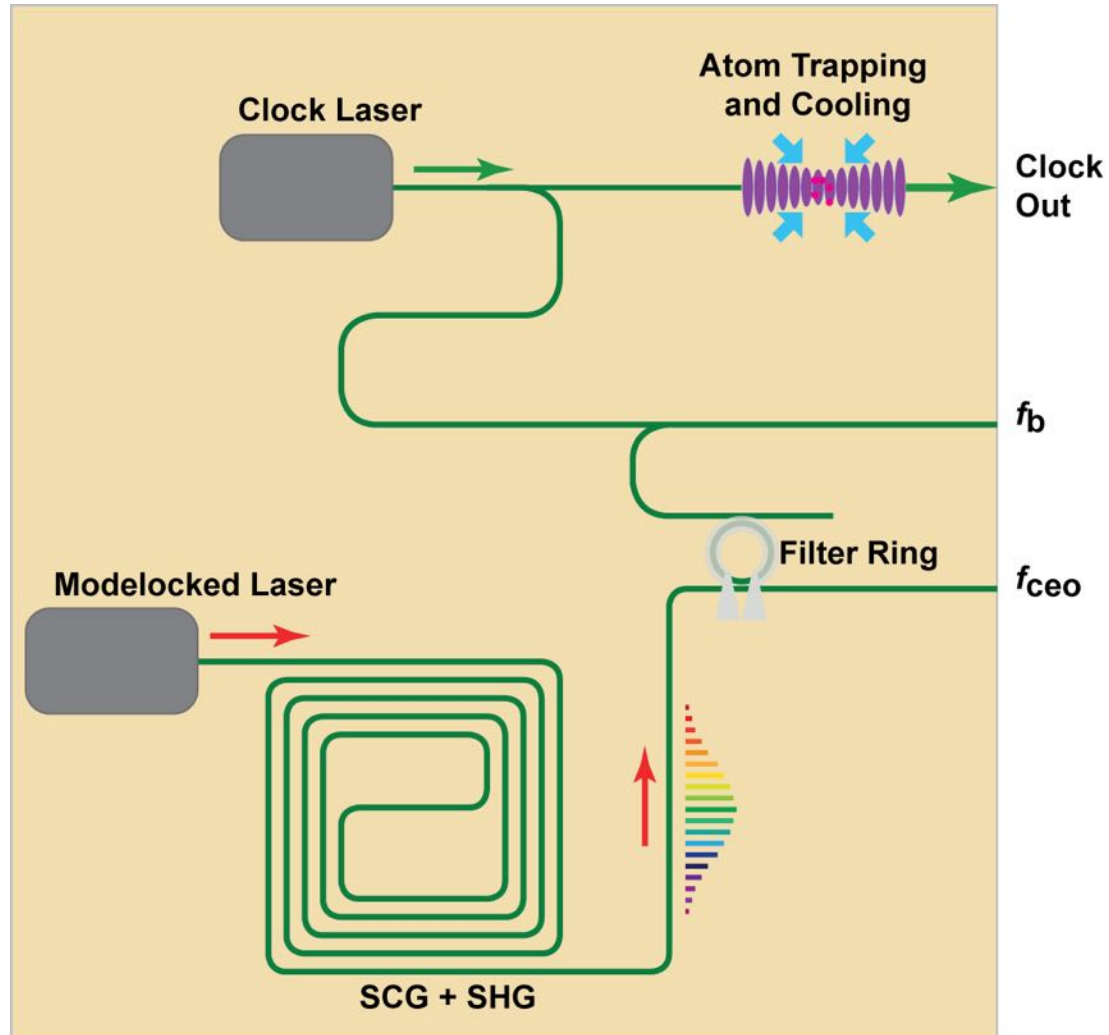 Atom Trapping
and Cooling
Clock Laser
Clock
Out
fb
Filter Ring
fceo
Modelocked Laser
SCG + SHG